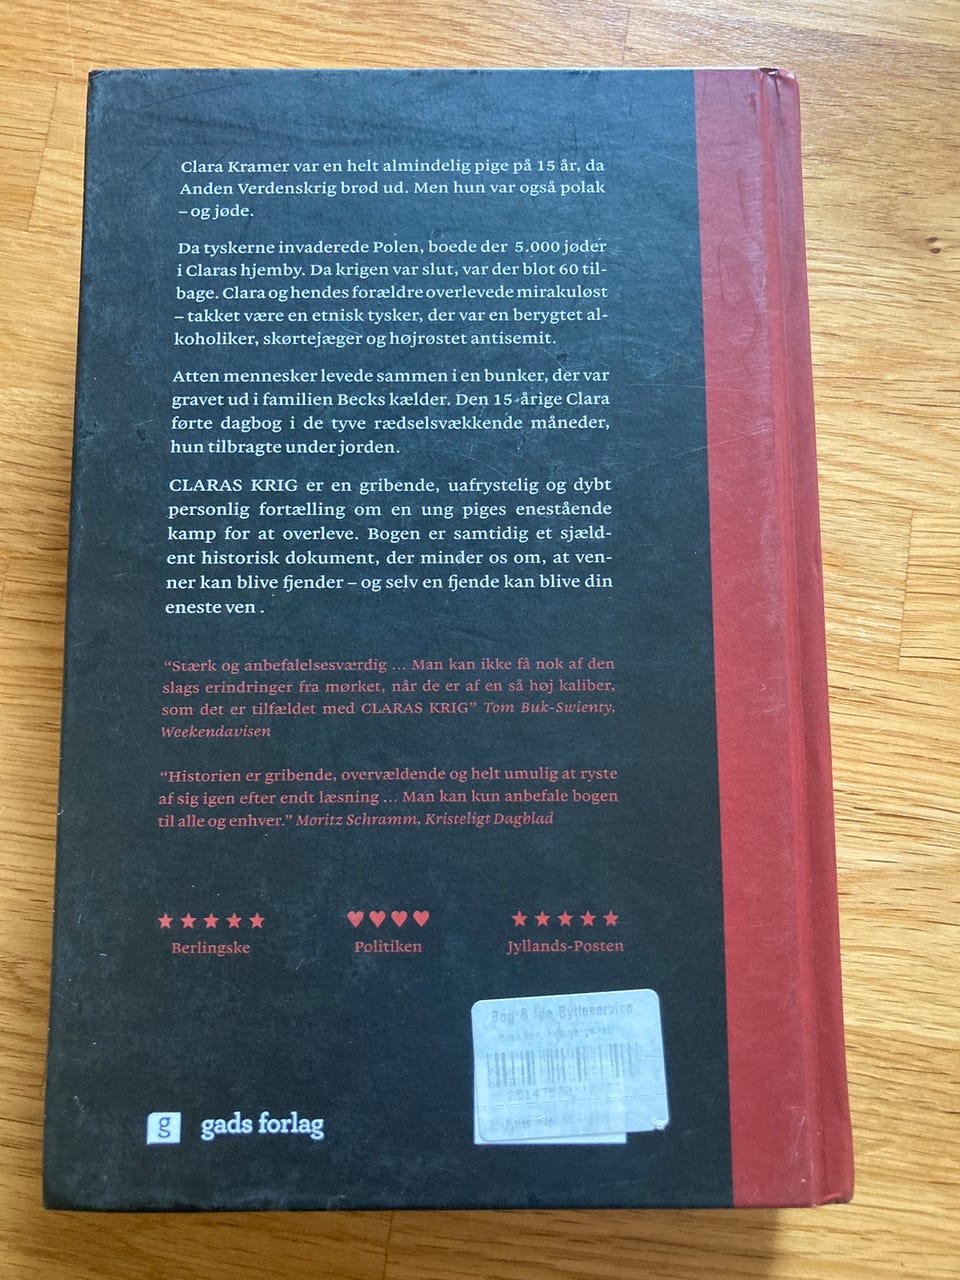 Clara Kramer var en helt almindelig pige på 15 år, da
Anden Verdenskrig brød ud. Men hun var også polak
– og jøde.
Da tyskerne invaderede Polen, boede der 5.000 jøder
i Claras hjemby. Da krigen var slut, var der blot 60 til-
bage. Clara og hendes forældre overlevede mirakuløst
– takket være en etnisk tysker, der var en berygtet al-
koholiker, skørtejæger og højrøstet antisemit.
Atten mennesker levede sammen i en bunker, der var
gravet ud i familien Becks kælder. Den 15-årige Clara
førte dagbog i de tyve rædselsvækkende måneder,
hun tilbragte under jorden.
CLARAS KRIG er en gribende, uafrystelig og dybt
personlig fortælling om en ung piges enestående
kamp for at overleve. Bogen er samtidig et sjæld-
ent historisk dokument, der minder os om, at ven-
ner kan blive fjender – og selv en fjende kan blive din
eneste ven .
“Stærk og anbefalelsesværdig ... Man kan ikke få nok af den
slags erindringer fra mørket, når de er af en så høj kaliber,
som det er tilfældet med CLARAS KRIG” Tom Buk-Swienty,
Weekendavisen
“Historien er gribende, overvældende og helt umulig at ryste
af sig igen efter endt læsning ... Man kan kun anbefale bogen
til alle og enhver.” Moritz Schramm, Kristeligt Dagblad
★★★★★ ♥♥♥♥ ★★★★★
Berlingske Politiken Jyllands-Posten
Bog & Ide Bytteservice
g gads forlag